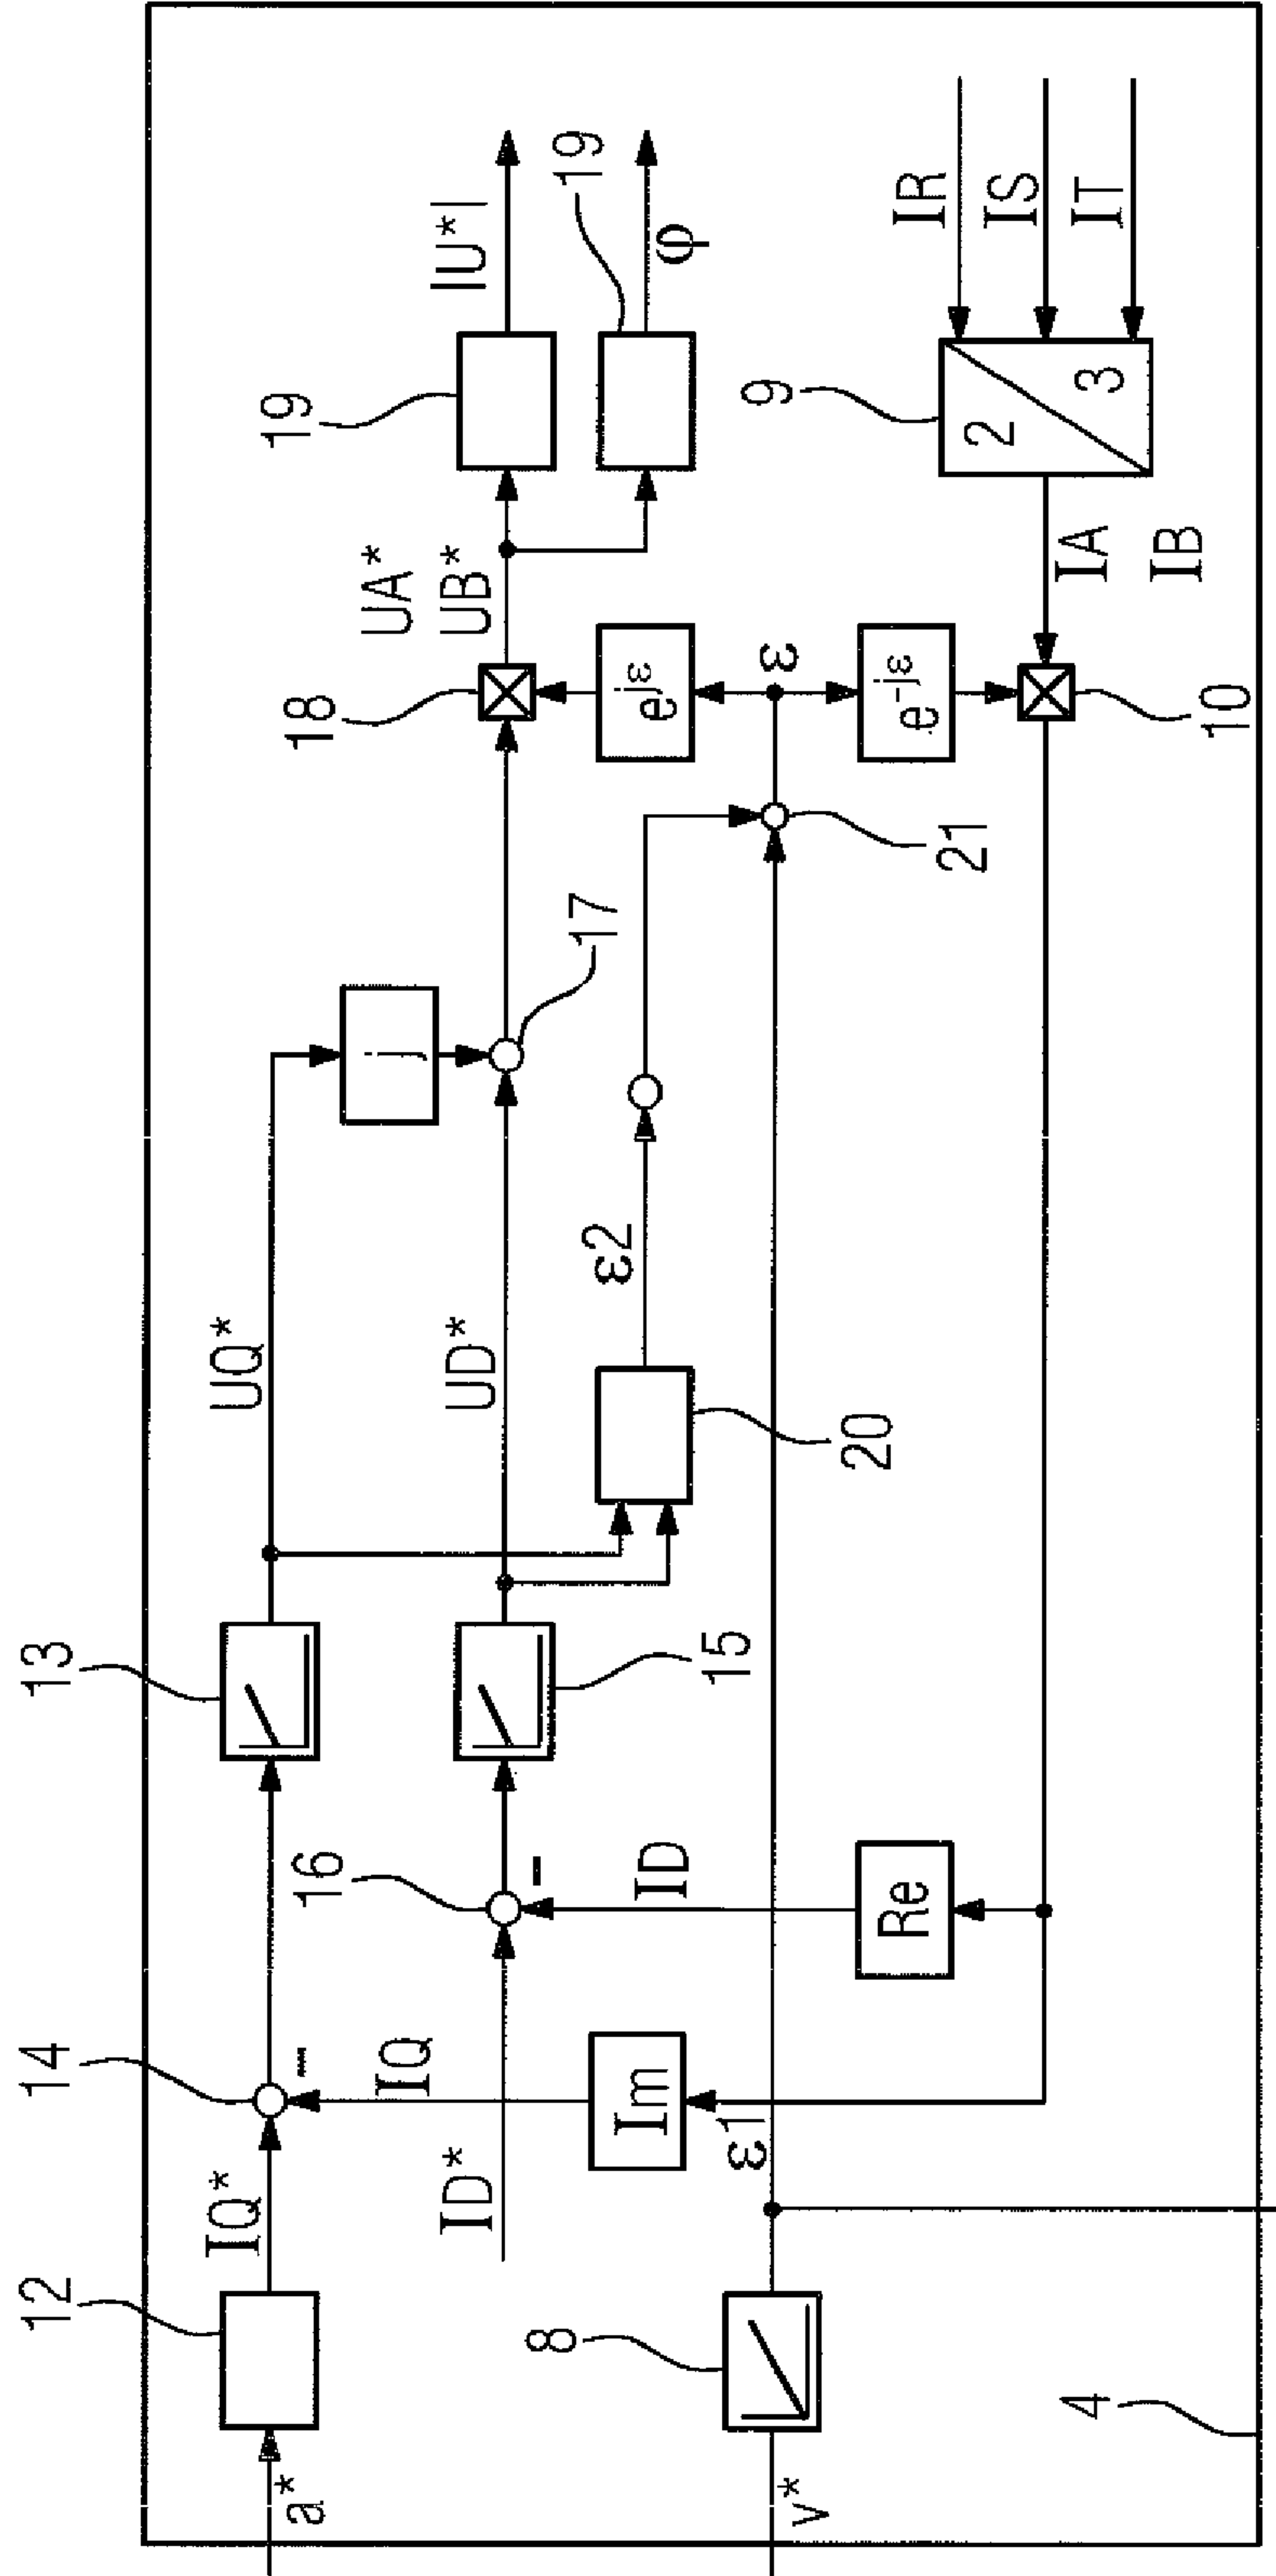 13
14
12
IQ*
a*
UQ*
j
|U*|
19
UA*
UB*
18
17
UD*
16
ID*
IQ
ID
15
ε2
20
19
φ
e^jε
ε
e^-jε
21
Im
ε1
Re
8
v*
4
IR
IS
IT
9
2
3
IA
IB
10